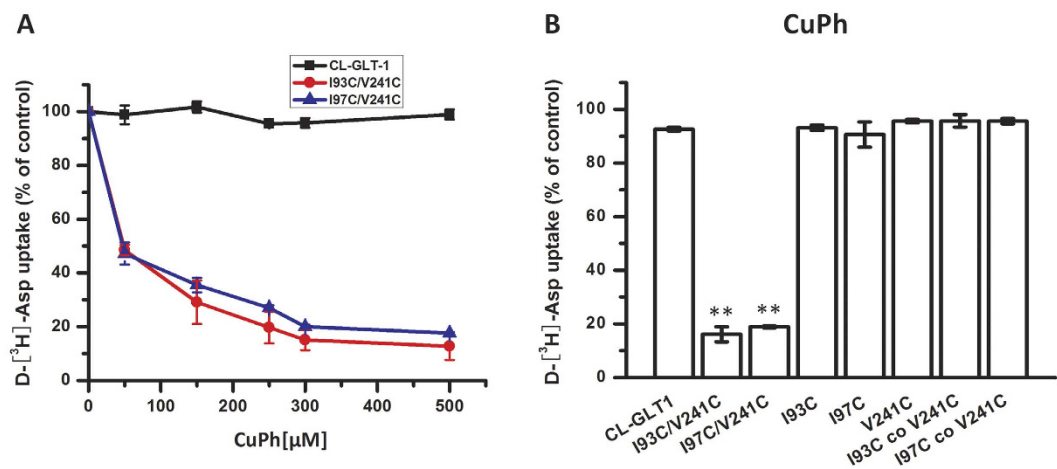 A
CL-GLT-1
I93C/V241C
I97C/V241C
D-[³H]-Asp uptake (% of control)
100
80
60
40
20
0
0 100 200 300 400 500
CuPh[µM]
B
CuPh
D-[³H]-Asp uptake (% of control)
100
80
60
40
20
0
**
**
CL-GLT1
I93C/V241C
I97C/V241C
I93C
I97C
V241C
I93C co V241C
I97C co V241C